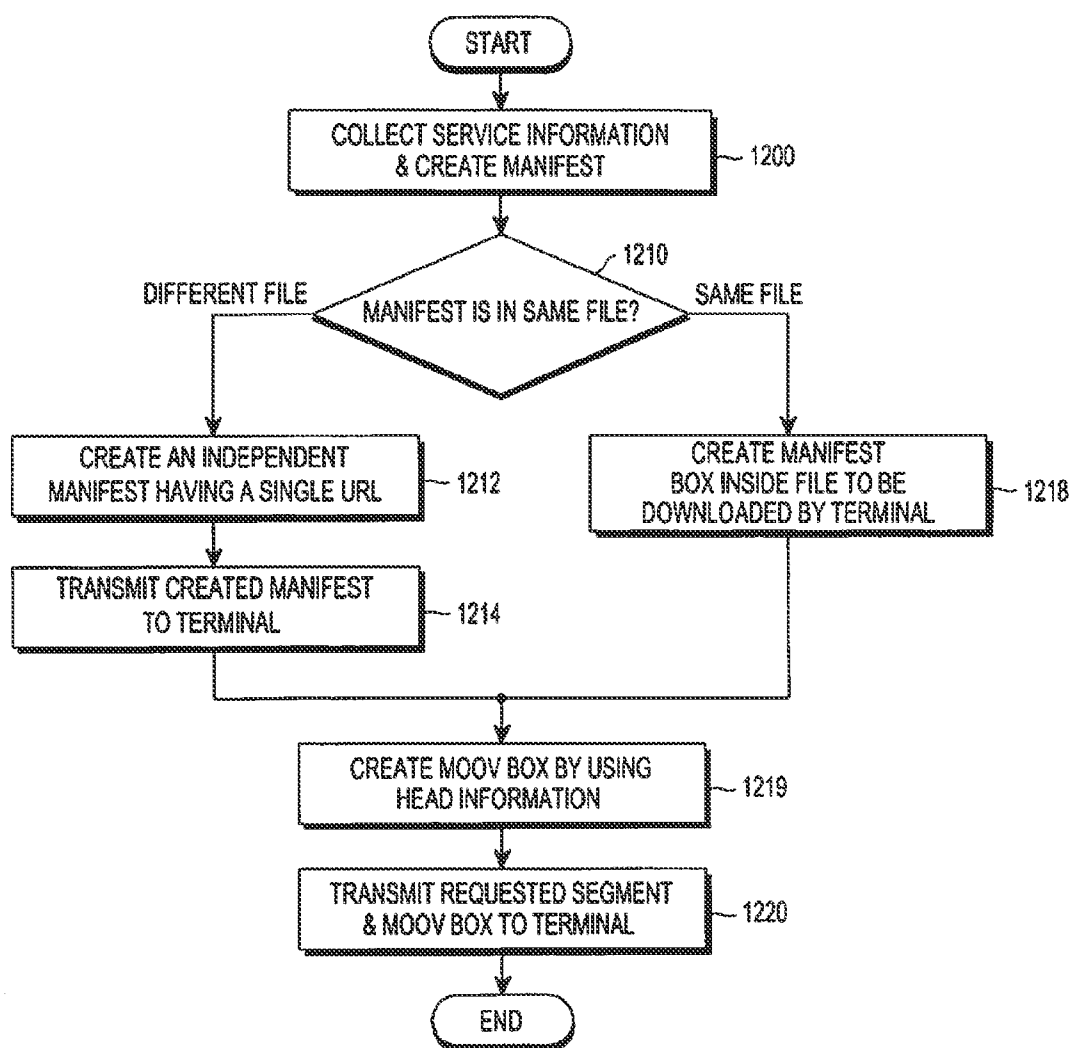 START
COLLECT SERVICE INFORMATION
& CREATE MANIFEST
1200
1210
DIFFERENT FILE
MANIFEST IS IN SAME FILE?
SAME FILE
CREATE AN INDEPENDENT
MANIFEST HAVING A SINGLE URL
1212
CREATE MANIFEST
BOX INSIDE FILE TO BE
DOWNLOADED BY TERMINAL
1218
TRANSMIT CREATED MANIFEST
TO TERMINAL
1214
CREATE MOOV BOX BY USING
HEAD INFORMATION
1219
TRANSMIT REQUESTED SEGMENT
& MOOV BOX TO TERMINAL
1220
END